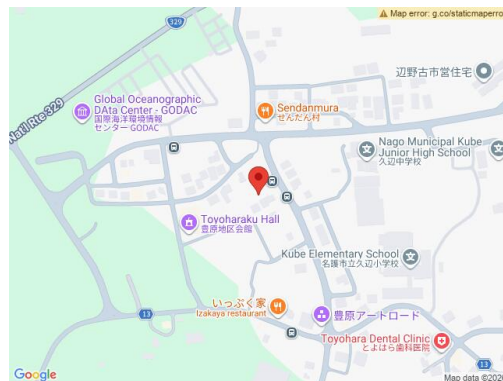 Map error: g.co/staticmaperro
329
辺野古市営住宅
Nat'l Rte 329
Global Oceanographic
DAta Center - GODAC
国際海洋環境情報
センター GODAC
Sendanmura
せんだん村
Nago Municipal Kube
Junior High School
久辺中学校
Toyoharaku Hall
豊原地区会館
Kube Elementary School
名護市立久辺小学校
13
いっぷく家
Izakaya restaurant
豊原アートロード
Toyohara Dental Clinic
とよはら歯科医院
13
Google
Map data ©202